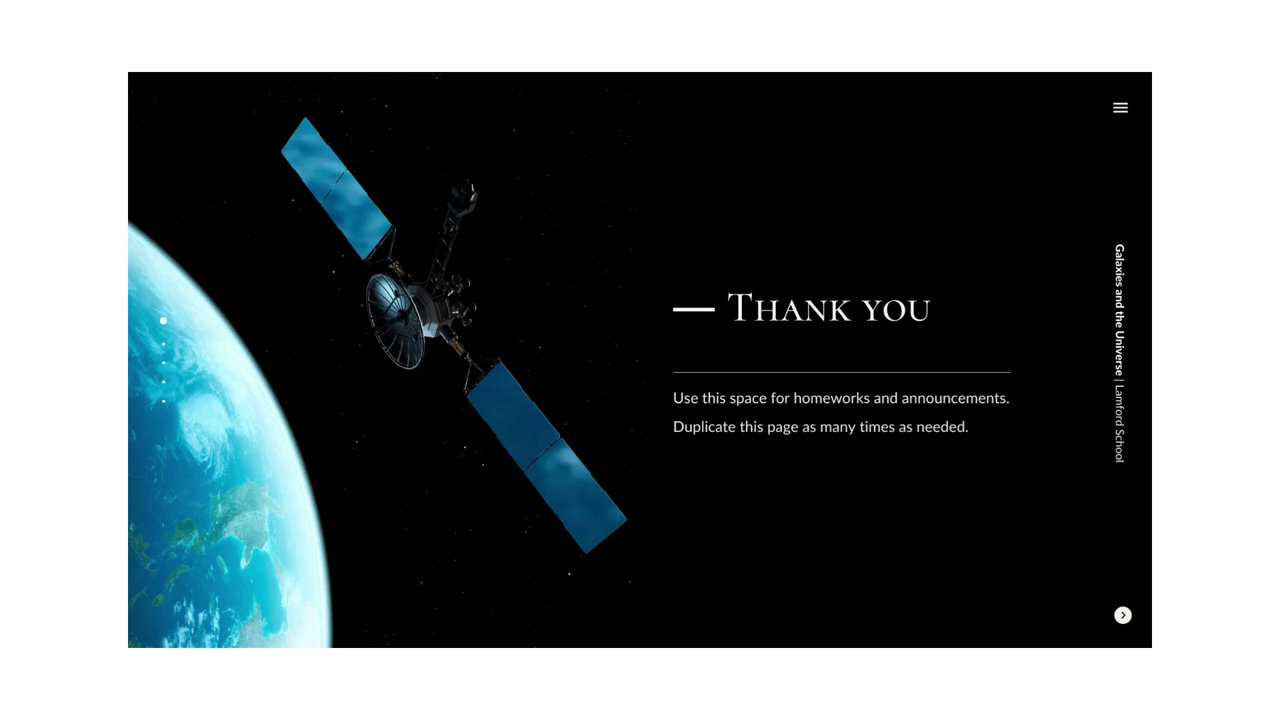 Thank you
Use this space for homeworks and announcements.
Duplicate this page as many times as needed.
Galaxies and the Universe | Lamford School